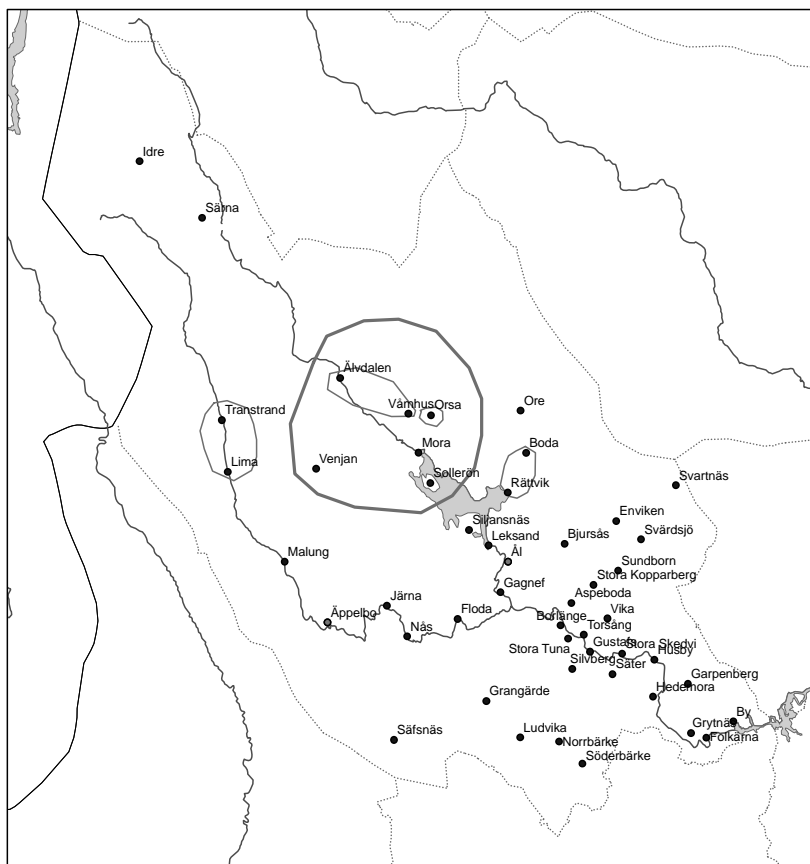 Idre
Särna
Älvdalen
Våmhus
Orsa
Ore
Transtrand
Mora
Boda
Lima
Venjan
Søllerön
Rättvik
Svartnäs
Enviken
Siljansnäs
Svärdsjö
Leksand
Bjursås
Malung
Ål
Sundborn
Stora Kopparberg
Gagnef
Aspeboda
Järna
Floda
Vika
Äppelbo
Borlänge
Torsång
Nås
Stora Tuna
Gustafs
Stora Skedvi
Husby
Silvberg
Säter
Garpenberg
Hedemora
Grangärde
By
Säfsnäs
Ludvika
Grytnäs
Norrbärke
Folkärna
Söderbärke